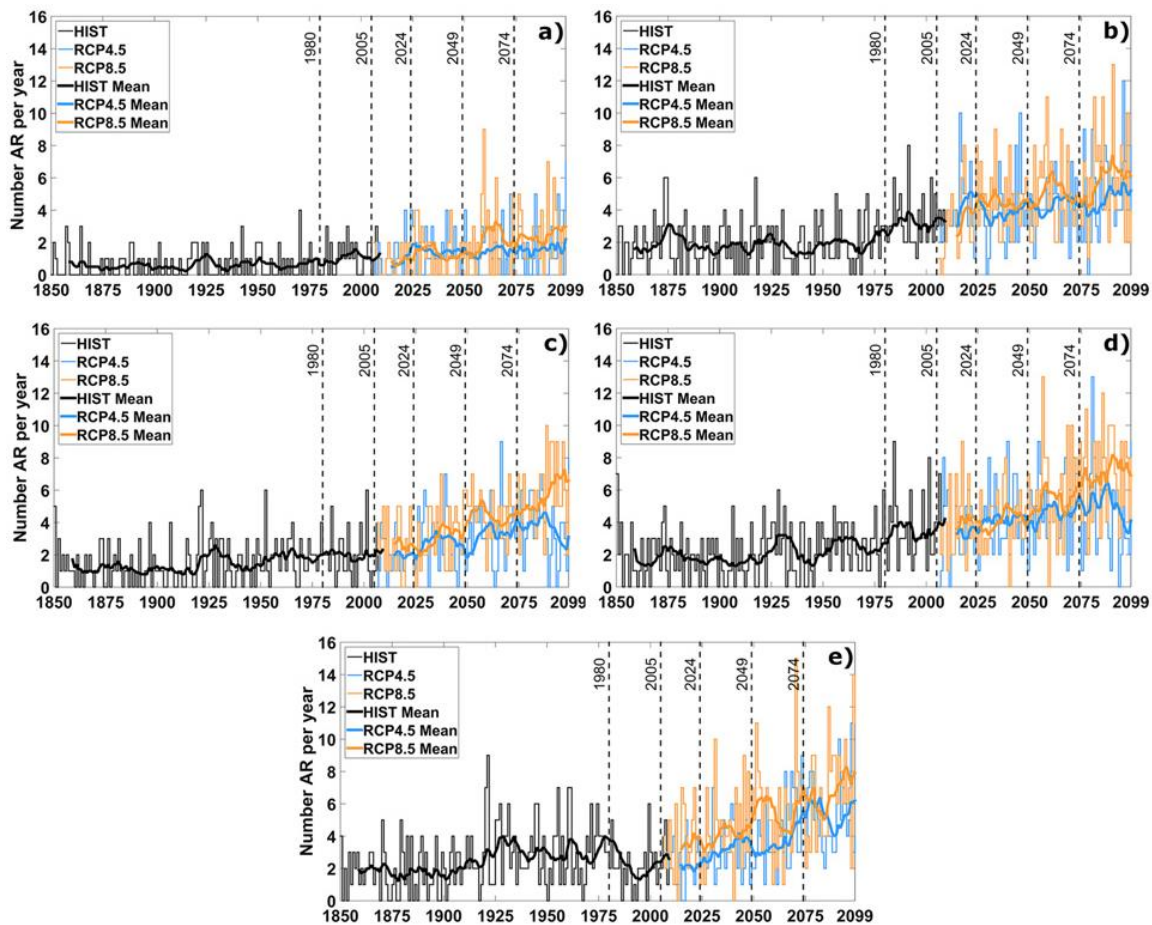 a)
Number AR per year
16
14
12
10
8
6
4
2
0
HIST
RCP4.5
RCP8.5
HIST Mean
RCP4.5 Mean
RCP8.5 Mean
1980
2005
2024
2049
2074
1850 1875 1900 1925 1950 1975 2000 2025 2050 2075 2099
b)
16
14
12
10
8
6
4
2
0
HIST
RCP4.5
RCP8.5
HIST Mean
RCP4.5 Mean
RCP8.5 Mean
1980
2005
2024
2049
2074
1850 1875 1900 1925 1950 1975 2000 2025 2050 2075 2099
c)
Number AR per year
16
14
12
10
8
6
4
2
0
HIST
RCP4.5
RCP8.5
HIST Mean
RCP4.5 Mean
RCP8.5 Mean
1980
2005
2024
2049
2074
1850 1875 1900 1925 1950 1975 2000 2025 2050 2075 2099
d)
16
14
12
10
8
6
4
2
0
HIST
RCP4.5
RCP8.5
HIST Mean
RCP4.5 Mean
RCP8.5 Mean
1980
2005
2024
2049
2074
1850 1875 1900 1925 1950 1975 2000 2025 2050 2075 2099
e)
Number AR per year
16
14
12
10
8
6
4
2
0
HIST
RCP4.5
RCP8.5
HIST Mean
RCP4.5 Mean
RCP8.5 Mean
1980
2005
2024
2049
2074
1850 1875 1900 1925 1950 1975 2000 2025 2050 2075 2099